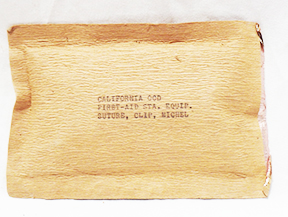 CALIFORNIA OCD
FIRST-AID STA. EQUIP.
SUTURE, CLIP, MICHEL